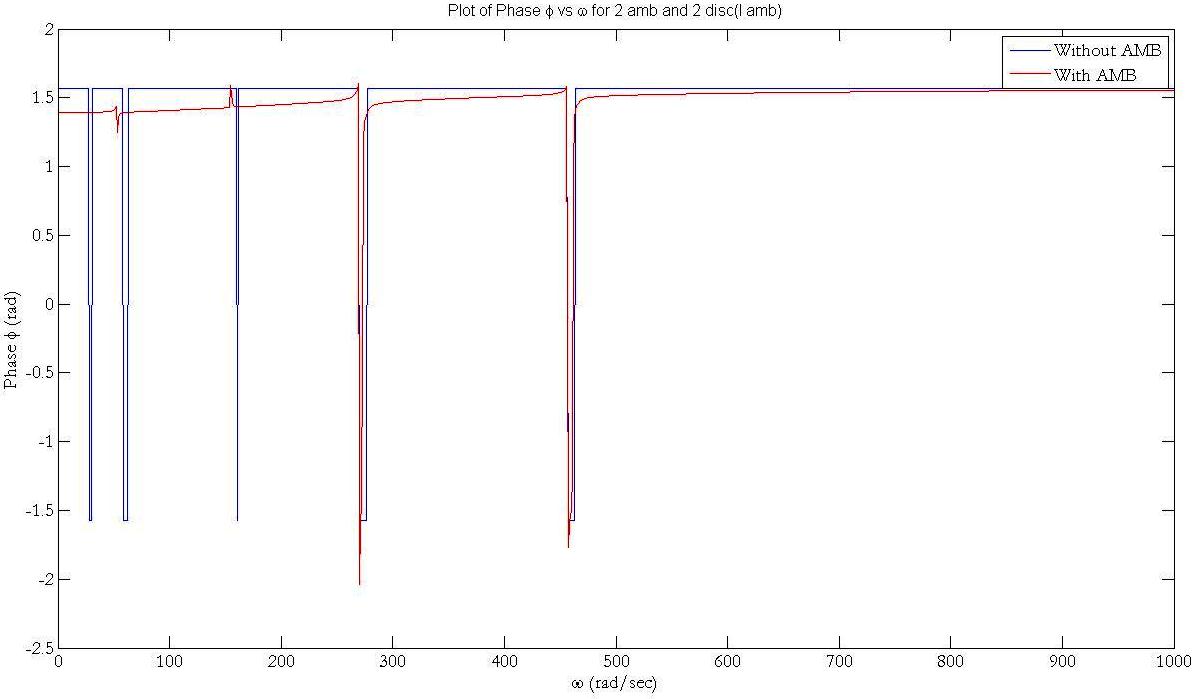 Plot of Phase ϕ vs ω for 2 amb and 2 disc(I amb)
Without AMB
With AMB
2
1.5
1
0.5
0
-0.5
-1
-1.5
-2
-2.5
Phase ϕ (rad)
0 100 200 300 400 500 600 700 800 900 1000
ω (rad/sec)